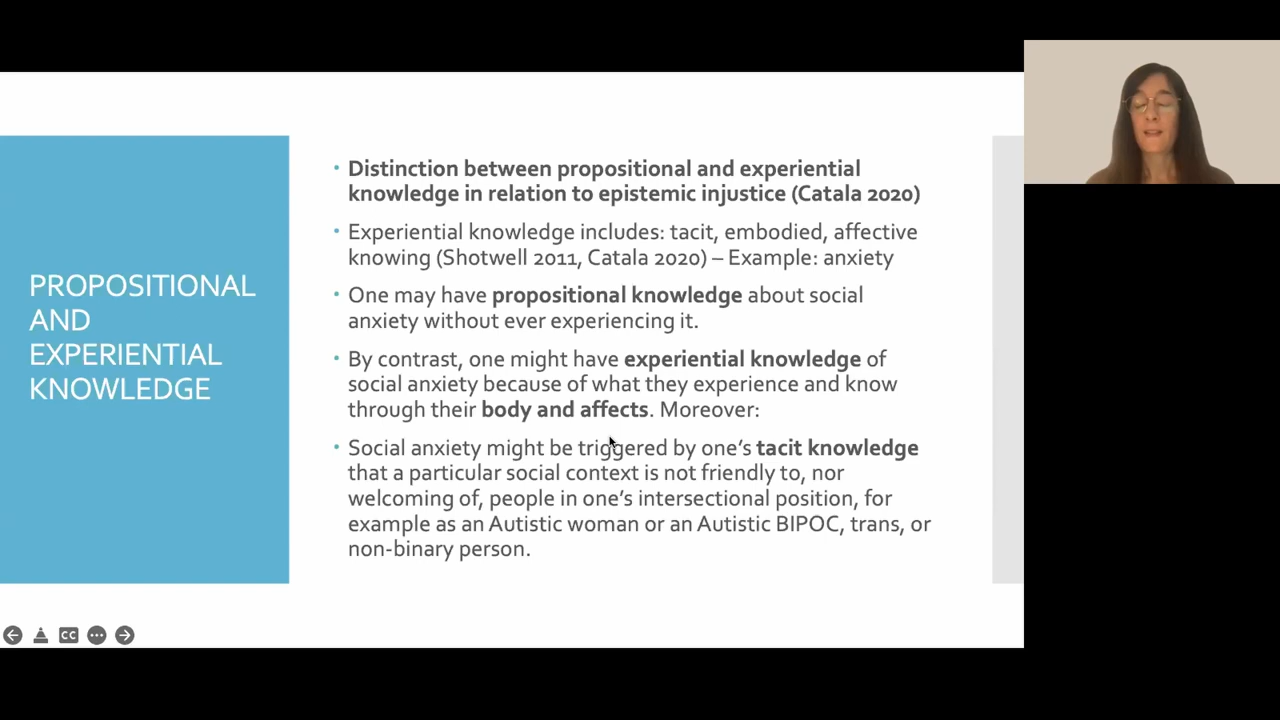 PROPOSITIONAL
AND
EXPERIENTIAL
KNOWLEDGE
• Distinction between propositional and experiential
knowledge in relation to epistemic injustice (Catala 2020)
• Experiential knowledge includes: tacit, embodied, affective
knowing (Shotwell 2011, Catala 2020) – Example: anxiety
• One may have propositional knowledge about social
anxiety without ever experiencing it.
• By contrast, one might have experiential knowledge of
social anxiety because of what they experience and know
through their body and affects. Moreover:
• Social anxiety might be triggered by one’s tacit knowledge
that a particular social context is not friendly to, nor
welcoming of, people in one’s intersectional position, for
example as an Autistic woman or an Autistic BIPOC, trans, or
non-binary person.
CC